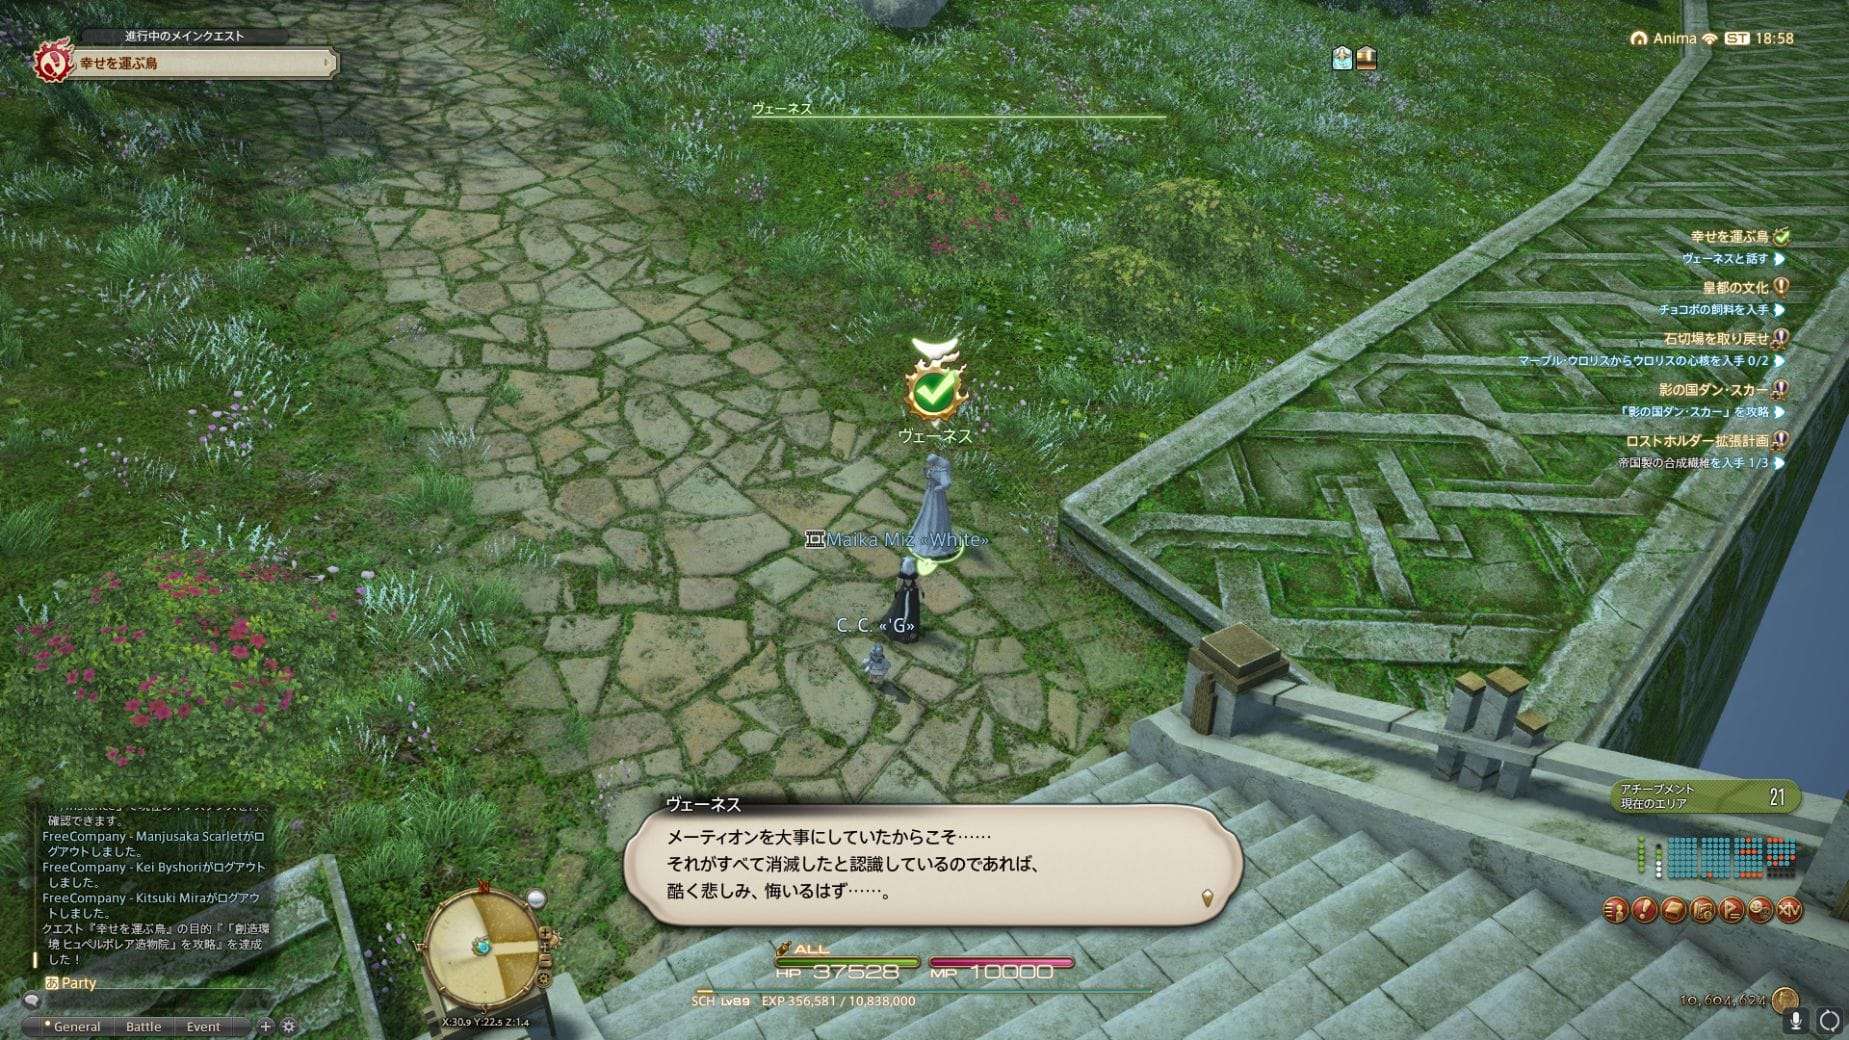 進行中のメインクエスト
幸せを運ぶ鳥
ヴェーネス
Anima ST 18:58
幸せを運ぶ鳥
ヴェーネスと話す
皇都の文化
チョコボの飼料を入手
石切場を取り戻せ
マーブル・ウロリスからウロリスの心核を入手 0/2
影の国ダン・スカー
「影の国ダン・スカー」を攻略
ロストホルダー拡張計画
帝国製の合成繊維を入手 1/3
ヴェーネス
Maika Miz «White»
C. C. «'G»
アチーブメント
現在のエリア
21
ヴェーネス
メーティオンを大事にしていたからこそ……
それがすべて消滅したと認識しているのであれば、
酷く悲しみ、悔いるはず……。
確認できます。
FreeCompany - Manjusaka Scarletがロ
グアウトしました。
FreeCompany - Kei Byshoriがログアウト
しました。
FreeCompany - Kitsuki Miraがログアウ
トしました。
クエスト『幸せを運ぶ鳥』の目的『「創造環
境 ヒュペルボレア造物院」を攻略』を達成
した!
あ Party
General Battle Event
X:30.9 Y:22.5 Z:1.4
ALL
HP 37528 MP 10000
SCH Lv89 EXP 356,581 / 10,838,000
XIV
10,604,624